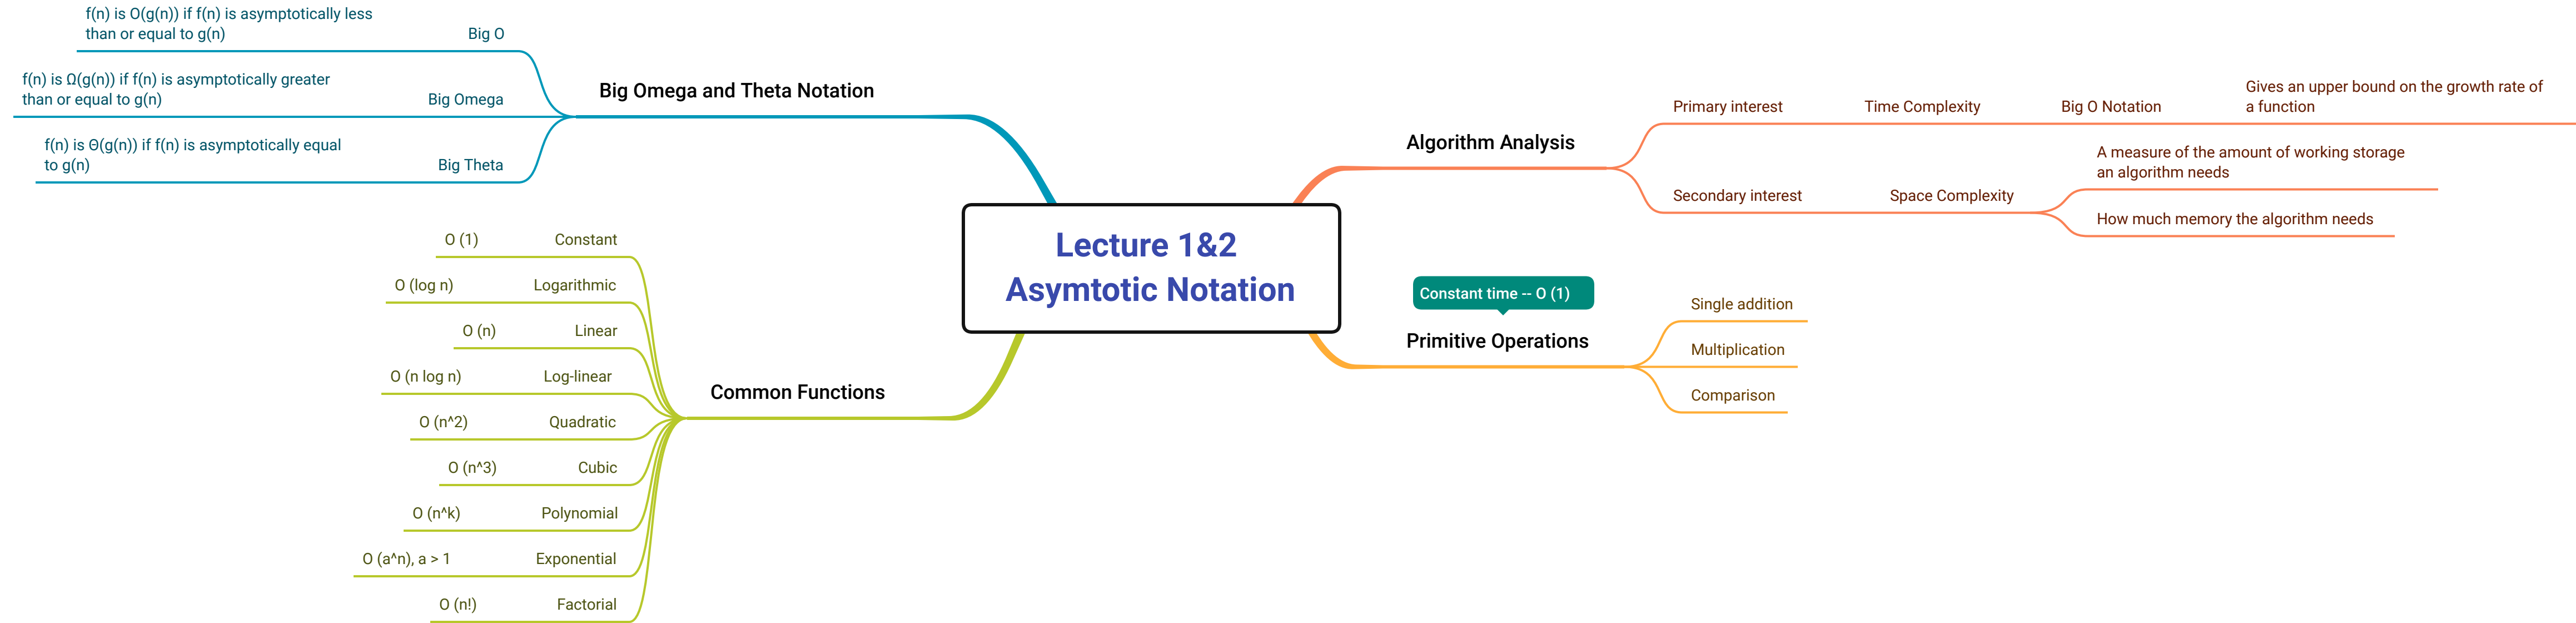 Lecture 1&2
Asymtotic Notation
Big Omega and Theta Notation
f(n) is O(g(n)) if f(n) is asymptotically less
than or equal to g(n)
Big O
f(n) is Ω(g(n)) if f(n) is asymptotically greater
than or equal to g(n)
Big Omega
f(n) is Θ(g(n)) if f(n) is asymptotically equal
to g(n)
Big Theta
Common Functions
O (1)
Constant
O (log n)
Logarithmic
O (n)
Linear
O (n log n)
Log-linear
O (n^2)
Quadratic
O (n^3)
Cubic
O (n^k)
Polynomial
O (a^n), a > 1
Exponential
O (n!)
Factorial
Algorithm Analysis
Primary interest
Time Complexity
Big O Notation
Gives an upper bound on the growth rate of
a function
Secondary interest
Space Complexity
A measure of the amount of working storage
an algorithm needs
How much memory the algorithm needs
Constant time -- O (1)
Primitive Operations
Single addition
Multiplication
Comparison